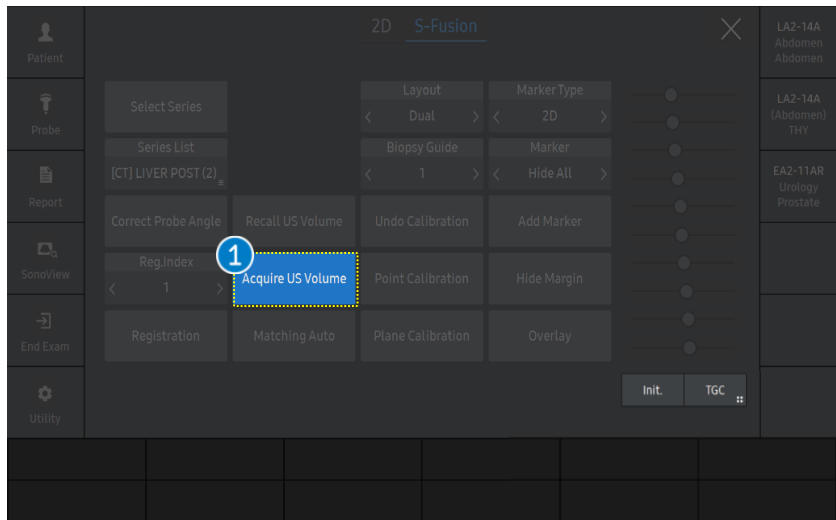 Patient
Probe
Report
SonoView
End Exam
Utility
2D S-Fusion
Select Series
Layout
Dual
Marker Type
2D
Series List
[CT] LIVER POST (2)
Biopsy Guide
1
Marker
Hide All
Correct Probe Angle
Recall US Volume
Undo Calibration
Add Marker
Reg.Index
1
1
Acquire US Volume
Point Calibration
Hide Margin
Registration
Matching Auto
Plane Calibration
Overlay
Init.
TGC
LA2-14A
Abdomen
Abdomen
LA2-14A
(Abdomen)
THY
EA2-11AR
Urology
Prostate